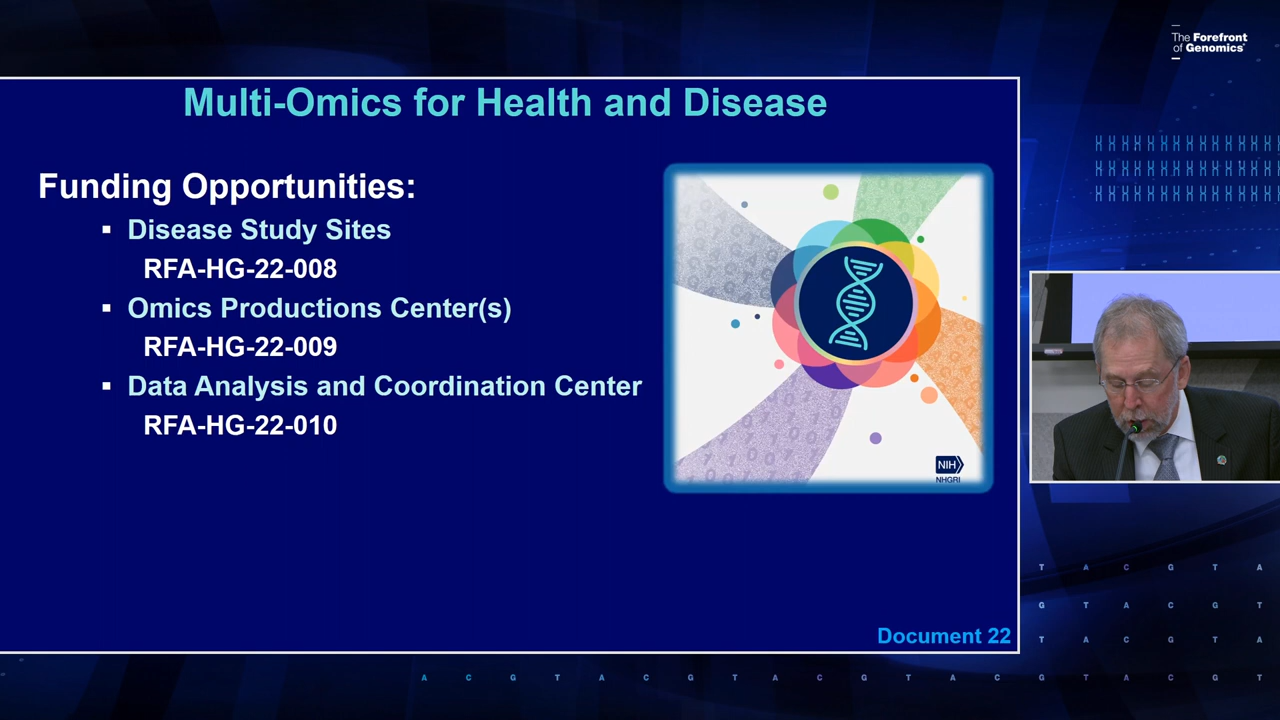 The Forefront
of Genomics®
Multi-Omics for Health and Disease
Funding Opportunities:
▪ Disease Study Sites
RFA-HG-22-008
▪ Omics Productions Center(s)
RFA-HG-22-009
▪ Data Analysis and Coordination Center
RFA-HG-22-010
NIH
NHGRI
Document 22
T A C G T A
G T A C G T
T A C G T A
A C G T A C G T A C G T A C G T A C G T